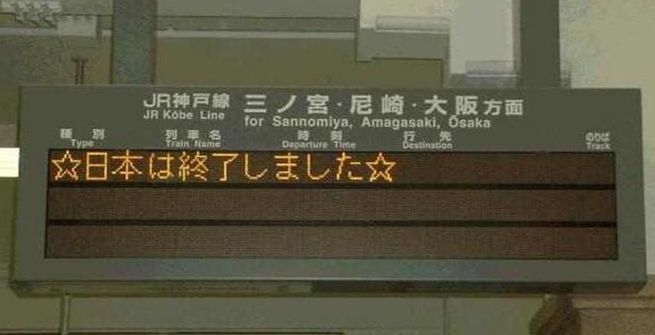 JR神戸線 三ノ宮・尼崎・大阪方面
JR Kōbe Line for Sannomiya, Amagasaki, Ōsaka
種別 列車名 時刻 行先 のりば
Type Train Name Departure Time Destination Track
☆日本は終了しました☆